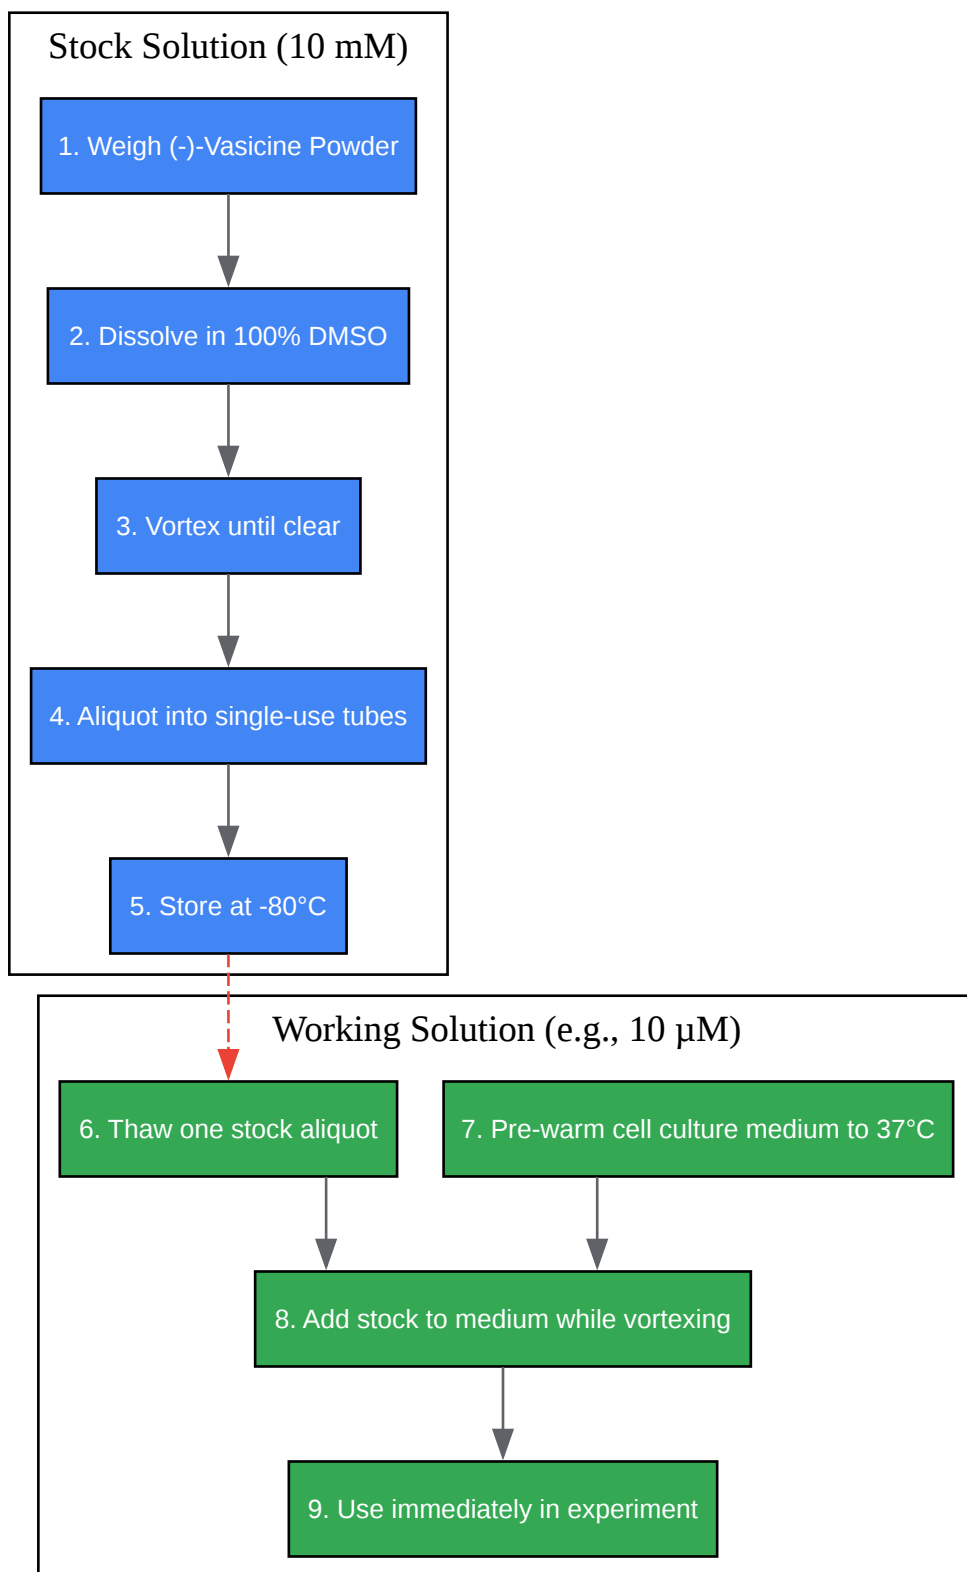 Stock Solution (10 mM)
1. Weigh (-)-Vasicine Powder
2. Dissolve in 100% DMSO
3. Vortex until clear
4. Aliquot into single-use tubes
5. Store at -80°C
Working Solution (e.g., 10 µM)
6. Thaw one stock aliquot
7. Pre-warm cell culture medium to 37°C
8. Add stock to medium while vortexing
9. Use immediately in experiment